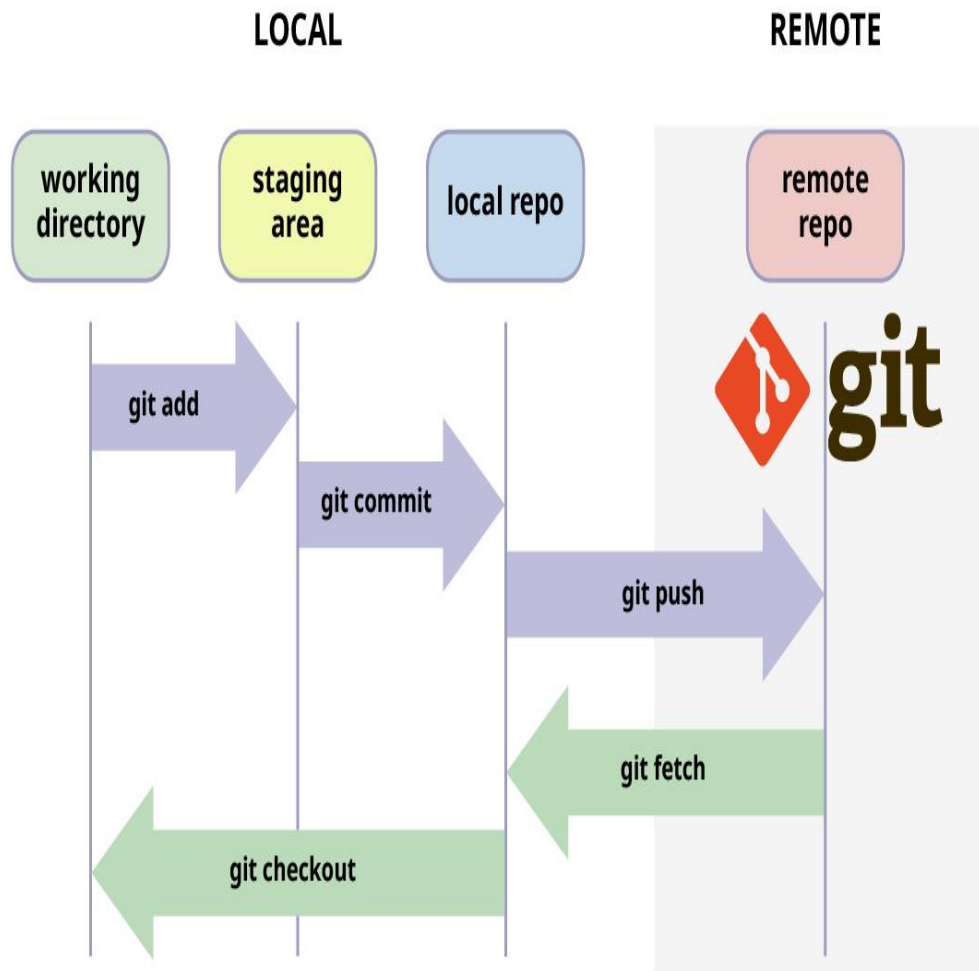 LOCAL
REMOTE
working
directory
staging
area
local repo
remote
repo
git
git add
git commit
git push
git fetch
git checkout